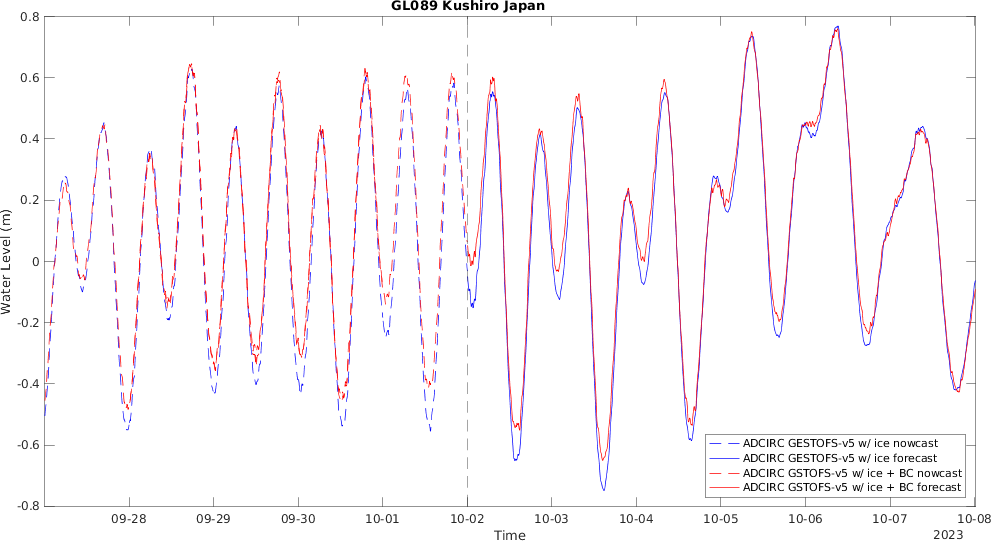 GL089 Kushiro Japan
0.8
0.6
0.4
0.2
0
-0.2
-0.4
-0.6
-0.8
Water Level (m)
ADCIRC GESTOFS-v5 w/ ice nowcast
ADCIRC GESTOFS-v5 w/ ice forecast
ADCIRC GSTOFS-v5 w/ ice + BC nowcast
ADCIRC GSTOFS-v5 w/ ice + BC forecast
09-28 09-29 09-30 10-01 10-02 10-03 10-04 10-05 10-06 10-07 10-08
Time
2023